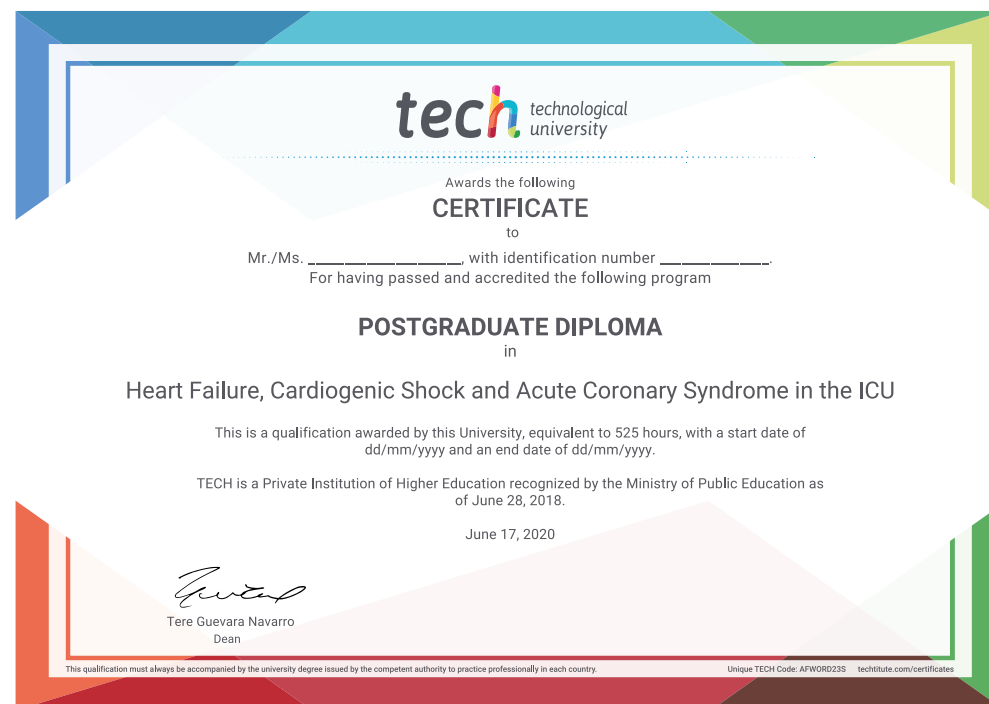 tech technological
university
Awards the following
CERTIFICATE
to
Mr./Ms. ____________________, with identification number ______________.
For having passed and accredited the following program
POSTGRADUATE DIPLOMA
in
Heart Failure, Cardiogenic Shock and Acute Coronary Syndrome in the ICU
This is a qualification awarded by this University, equivalent to 525 hours, with a start date of
dd/mm/yyyy and an end date of dd/mm/yyyy.
TECH is a Private Institution of Higher Education recognized by the Ministry of Public Education as
of June 28, 2018.
June 17, 2020
Tere Guevara Navarro
Dean
This qualification must always be accompanied by the university degree issued by the competent authority to practice professionally in each country.
Unique TECH Code: AFWORD23S techtitute.com/certificates